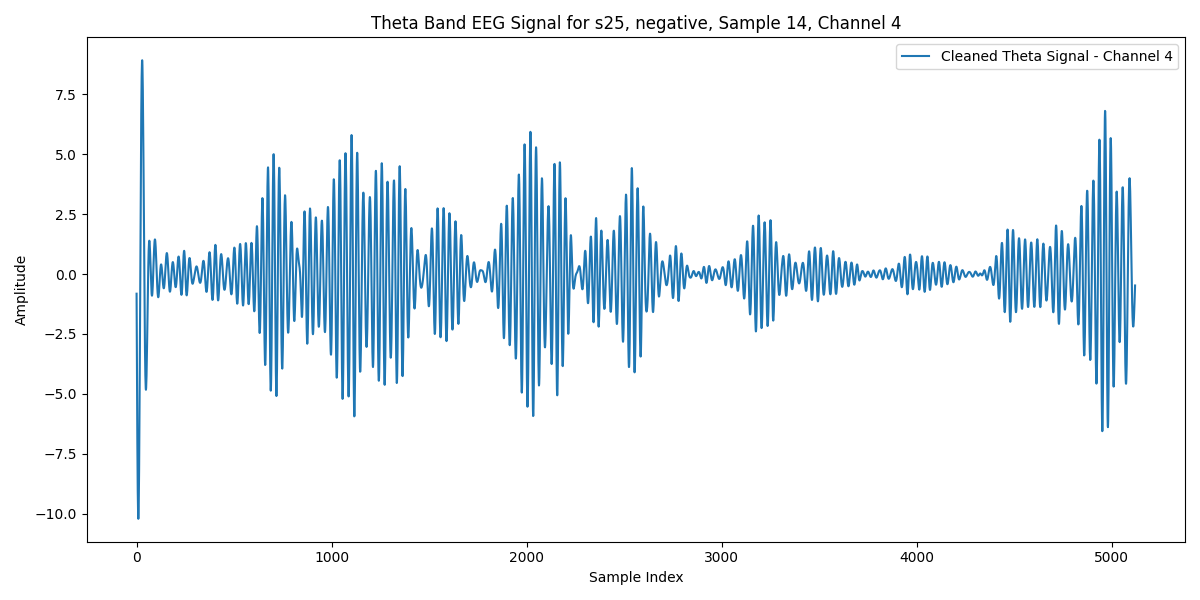 Theta Band EEG Signal for s25, negative, Sample 14, Channel 4
Cleaned Theta Signal - Channel 4
7.5
5.0
2.5
0.0
−2.5
−5.0
−7.5
−10.0
Amplitude
0 1000 2000 3000 4000 5000
Sample Index